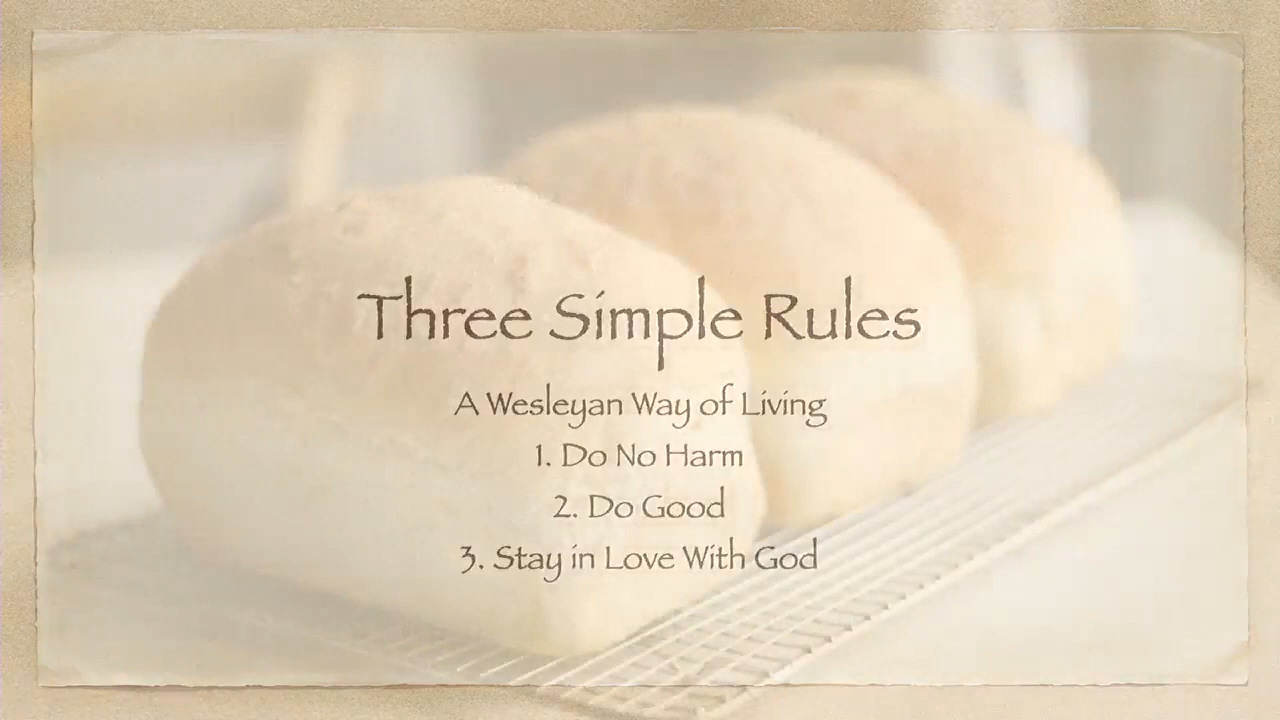 Three Simple Rules
A Wesleyan Way of Living
1. Do No Harm
2. Do Good
3. Stay in Love With God